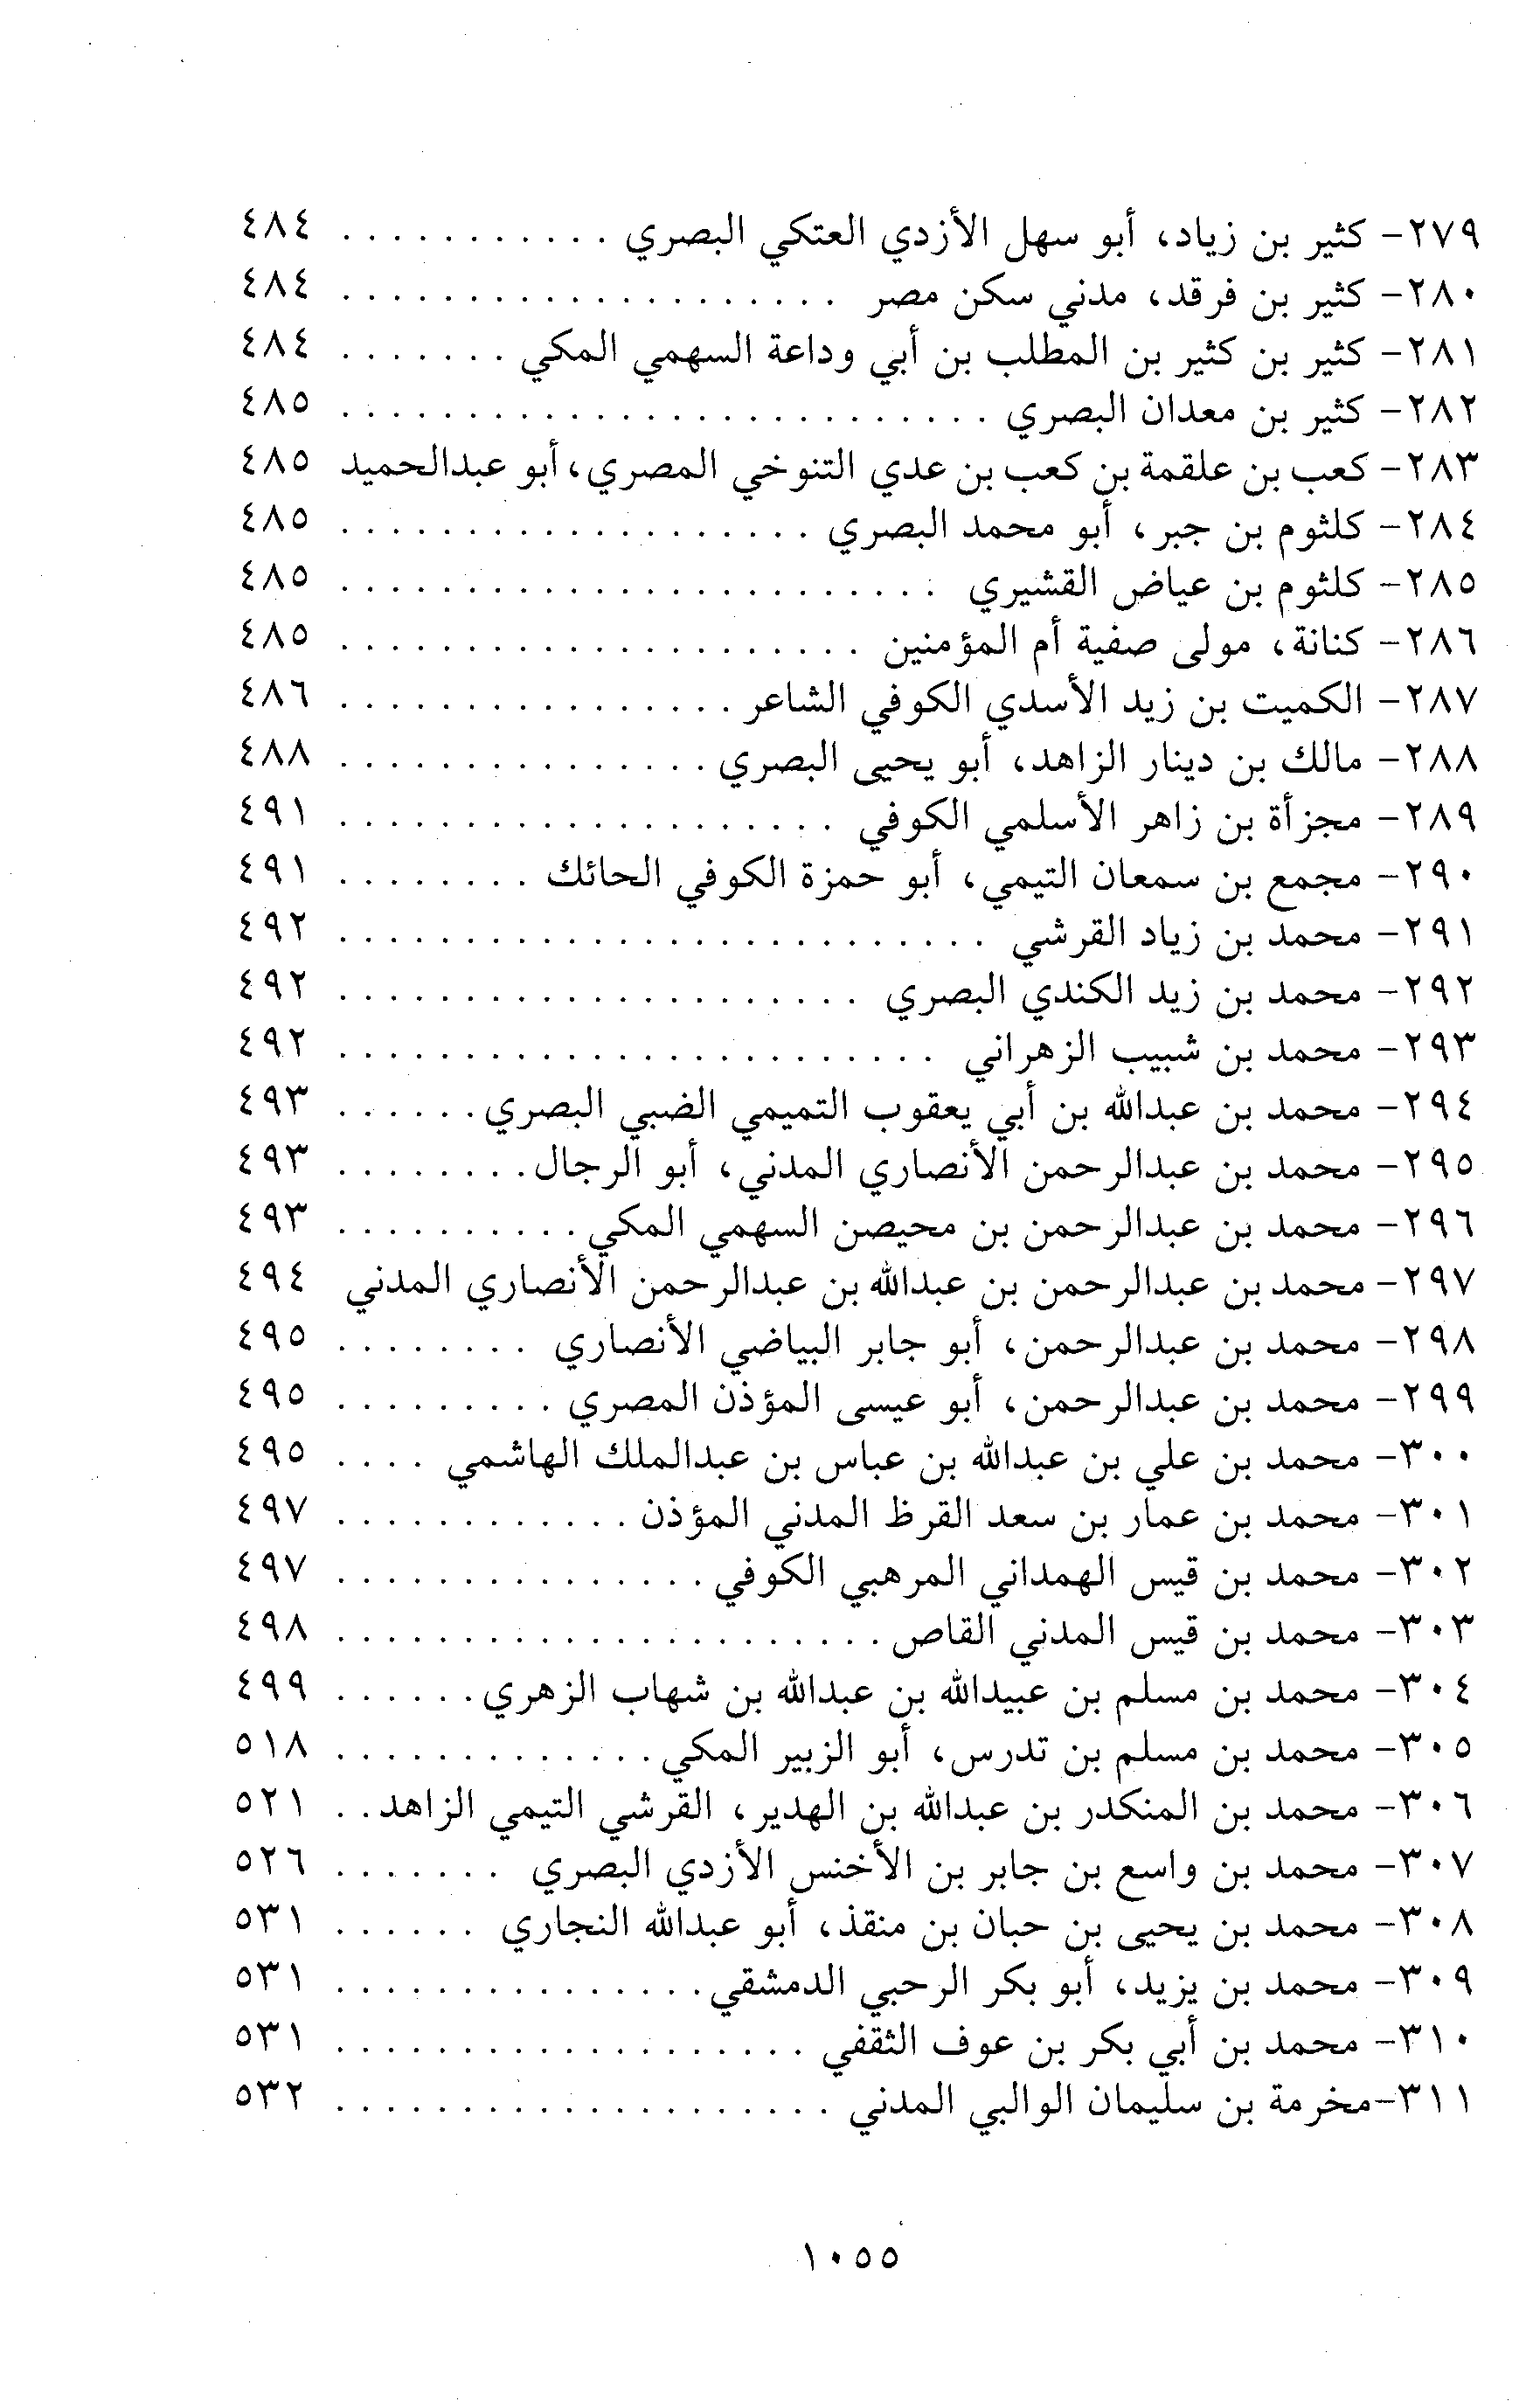 ٢٧٩- كثير بن زياد، أبو سهل الأزدي العتكي البصري . . . . . . . . . . . ٤٨٤
٢٨٠- كثير بن فرقد، مدني سكن مصر . . . . . . . . . . . . . . . . . . . . ٤٨٤
٢٨١- كثير بن كثير بن المطلب بن أبي وداعة السهمي المكي . . . . . . . ٤٨٤
٢٨٢- كثير بن معدان البصري . . . . . . . . . . . . . . . . . . . . . . . . . . ٤٨٥
٢٨٣- كعب بن علقمة بن كعب بن عدي التنوخي المصري، أبو عبدالحميد ٤٨٥
٢٨٤- كلثوم بن جبر، أبو محمد البصري . . . . . . . . . . . . . . . . . . . ٤٨٥
٢٨٥- كلثوم بن عياض القشيري . . . . . . . . . . . . . . . . . . . . . . . . ٤٨٥
٢٨٦- كنانة، مولى صفية أم المؤمنين . . . . . . . . . . . . . . . . . . . . . ٤٨٥
٢٨٧- الكميت بن زيد الأسدي الكوفي الشاعر . . . . . . . . . . . . . . . . ٤٨٦
٢٨٨- مالك بن دينار الزاهد، أبو يحيى البصري . . . . . . . . . . . . . . . ٤٨٨
٢٨٩- مجزأة بن زاهر الأسلمي الكوفي . . . . . . . . . . . . . . . . . . . . ٤٩١
٢٩٠- مجمع بن سمعان التيمي، أبو حمزة الكوفي الحائك . . . . . . . . ٤٩١
٢٩١- محمد بن زياد القرشي . . . . . . . . . . . . . . . . . . . . . . . . . . ٤٩٢
٢٩٢- محمد بن زيد الكندي البصري . . . . . . . . . . . . . . . . . . . . . ٤٩٢
٢٩٣- محمد بن شبيب الزهراني . . . . . . . . . . . . . . . . . . . . . . . . ٤٩٢
٢٩٤- محمد بن عبدالله بن أبي يعقوب التميمي الضبي البصري . . . . . . ٤٩٣
٢٩٥- محمد بن عبدالرحمن الأنصاري المدني، أبو الرجال . . . . . . . . ٤٩٣
٢٩٦- محمد بن عبدالرحمن بن محيصن السهمي المكي . . . . . . . . . . ٤٩٣
٢٩٧- محمد بن عبدالرحمن بن عبدالله بن عبدالرحمن الأنصاري المدني ٤٩٤
٢٩٨- محمد بن عبدالرحمن، أبو جابر البياضي الأنصاري . . . . . . . . ٤٩٥
٢٩٩- محمد بن عبدالرحمن، أبو عيسى المؤذن المصري . . . . . . . . . ٤٩٥
٣٠٠- محمد بن علي بن عبدالله بن عباس بن عبدالملك الهاشمي . . . . ٤٩٥
٣٠١- محمد بن عمار بن سعد القرظ المدني المؤذن . . . . . . . . . . . . ٤٩٧
٣٠٢- محمد بن قيس الهمداني المرهبي الكوفي . . . . . . . . . . . . . . . ٤٩٧
٣٠٣- محمد بن قيس المدني القاص . . . . . . . . . . . . . . . . . . . . . . ٤٩٨
٣٠٤- محمد بن مسلم بن عبيدالله بن عبدالله بن شهاب الزهري . . . . . . ٤٩٩
٣٠٥- محمد بن مسلم بن تدرس، أبو الزبير المكي . . . . . . . . . . . . . ٥١٨
٣٠٦- محمد بن المنكدر بن عبدالله بن الهدير، القرشي التيمي الزاهد . . ٥٢١
٣٠٧- محمد بن واسع بن جابر بن الأخنس الأزدي البصري . . . . . . . ٥٢٦
٣٠٨- محمد بن يحيى بن حبان بن منقذ، أبو عبدالله النجاري . . . . . . ٥٣١
٣٠٩- محمد بن يزيد، أبو بكر الرحبي الدمشقي . . . . . . . . . . . . . . . ٥٣١
٣١٠- محمد بن أبي بكر بن عوف الثقفي . . . . . . . . . . . . . . . . . . . ٥٣١
٣١١-مخرمة بن سليمان الوالبي المدني . . . . . . . . . . . . . . . . . . . . ٥٣٢
١٠٥٥